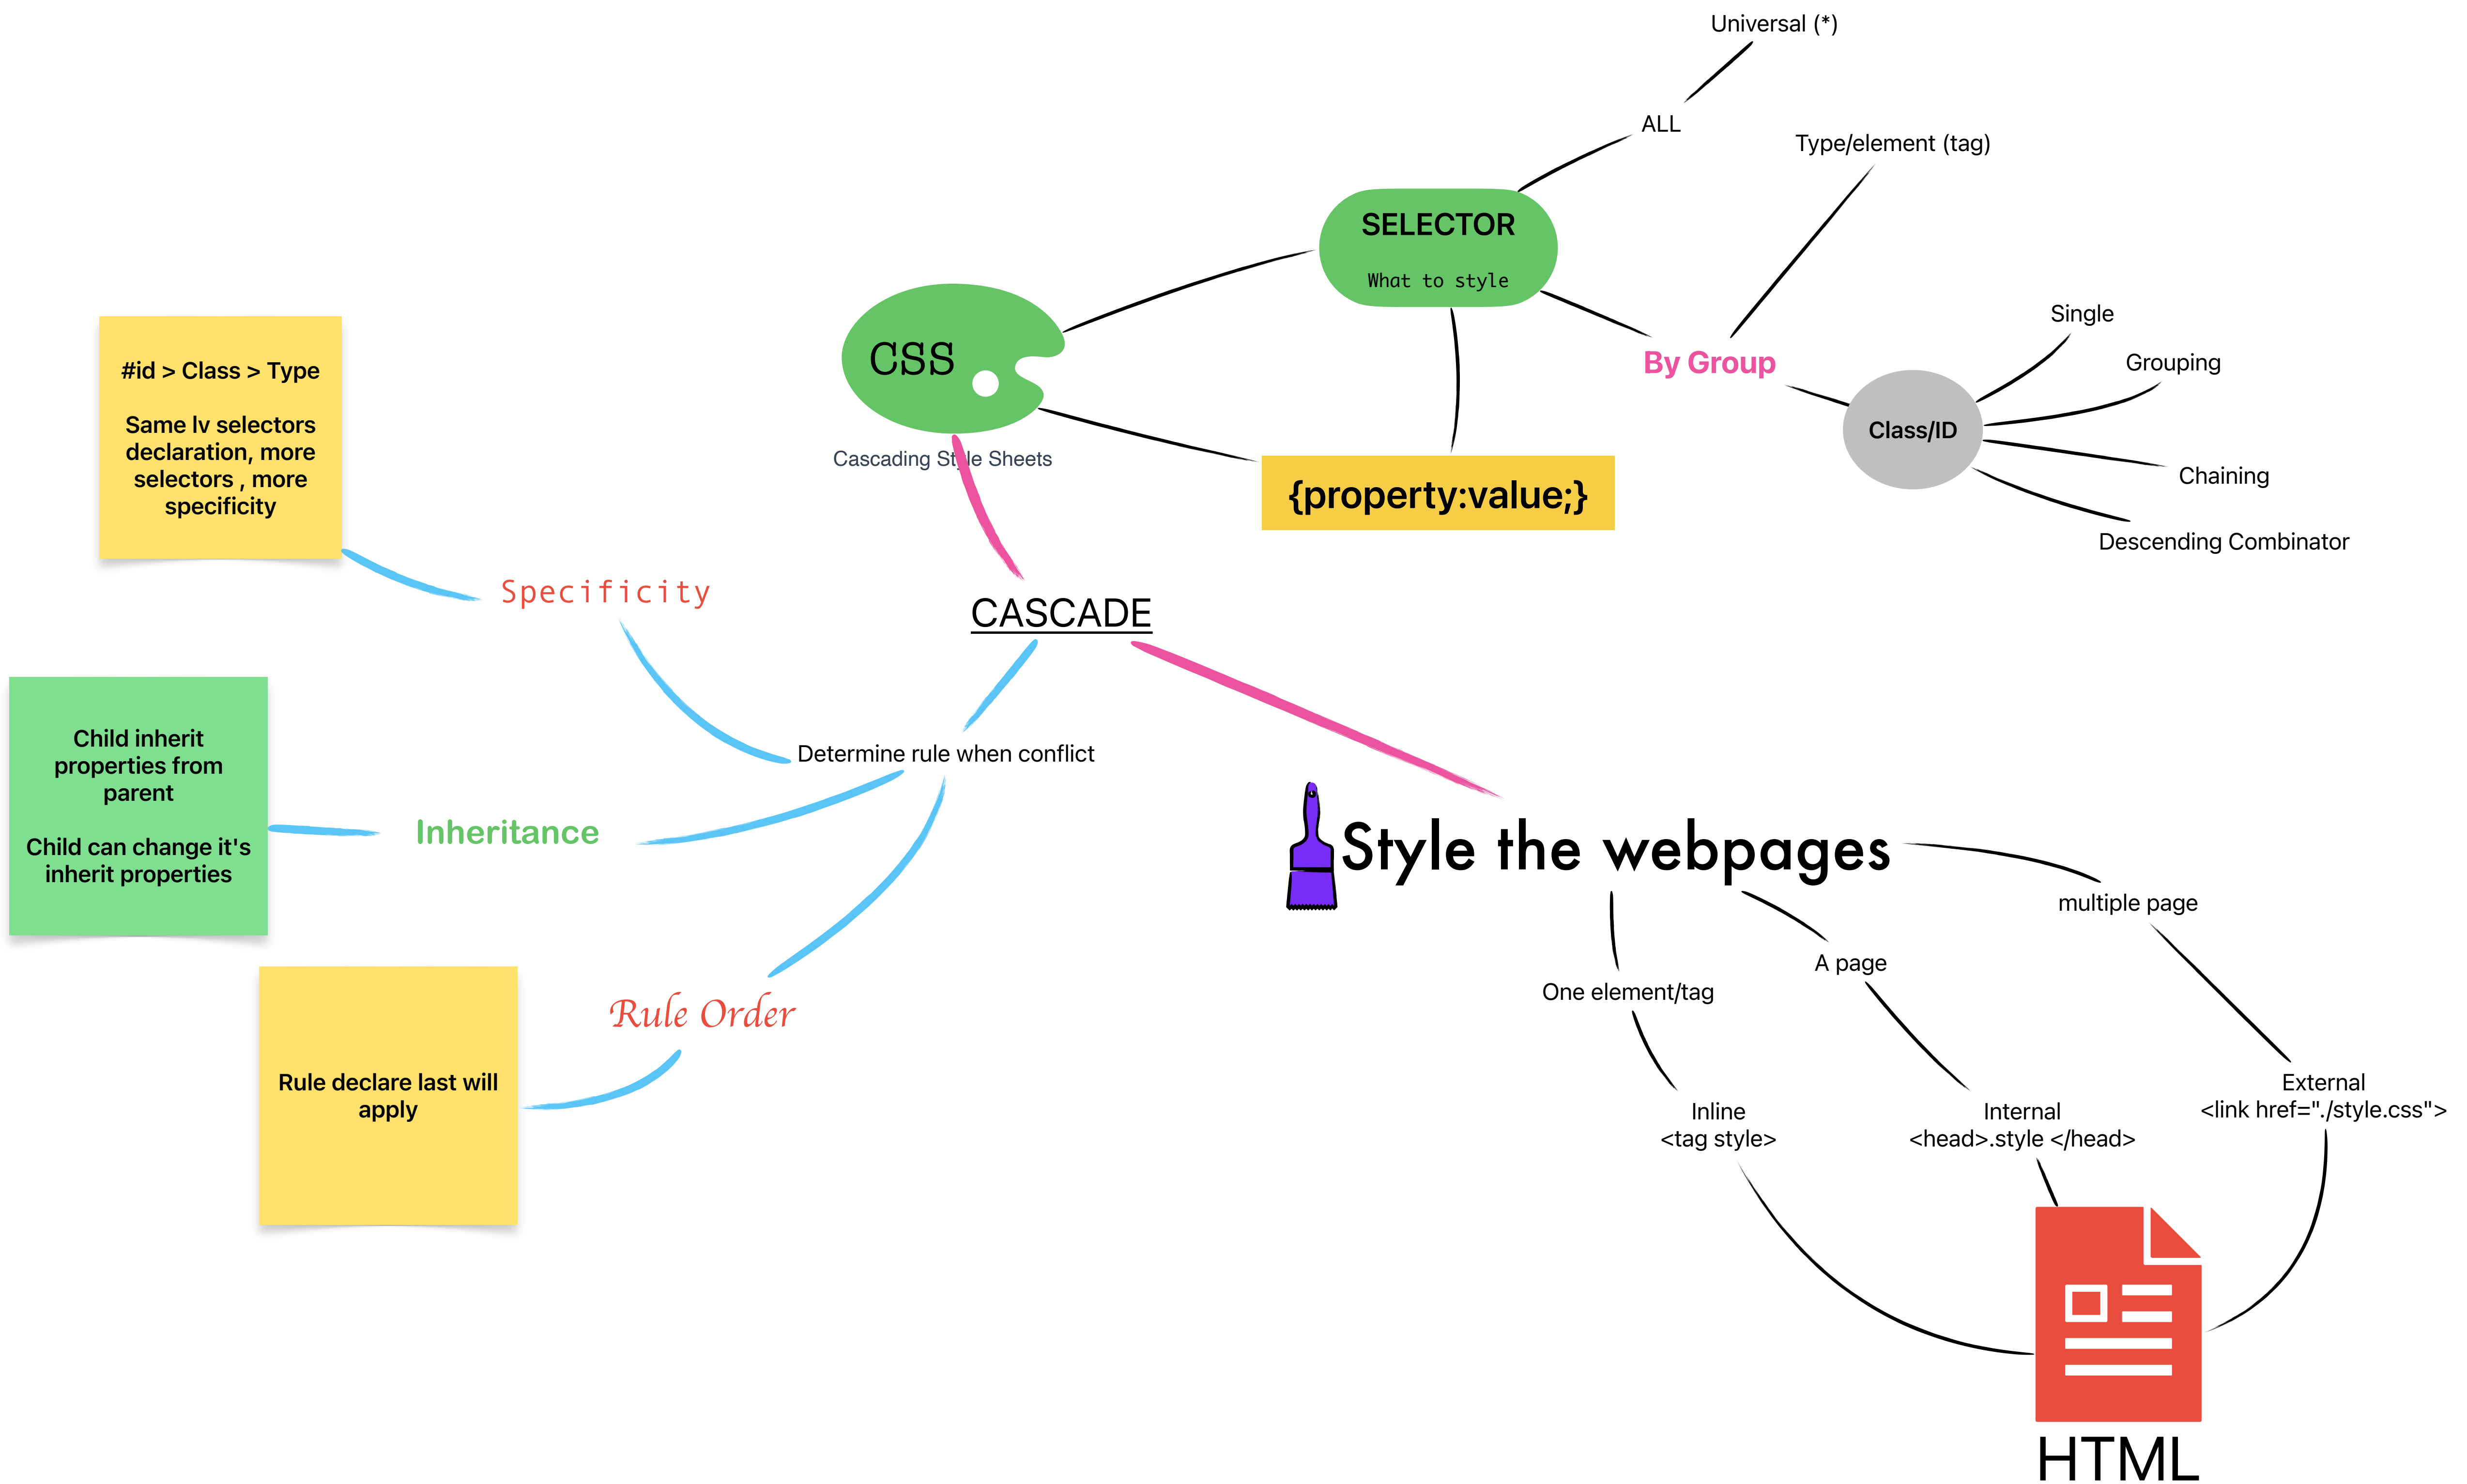 Universal (*)
ALL
Type/element (tag)
SELECTOR
What to style
Single
By Group
Grouping
Class/ID
Chaining
Descending Combinator
CSS
Cascading Style Sheets
{property:value;}
#id > Class > Type
Same lv selectors
declaration, more
selectors , more
specificity
Specificity
CASCADE
Child inherit
properties from
parent
Child can change it's
inherit properties
Determine rule when conflict
Inheritance
Style the webpages
multiple page
A page
One element/tag
Rule Order
Rule declare last will
apply
Inline
<tag style>
Internal
<head>.style </head>
External
<link href="./style.css">
HTML